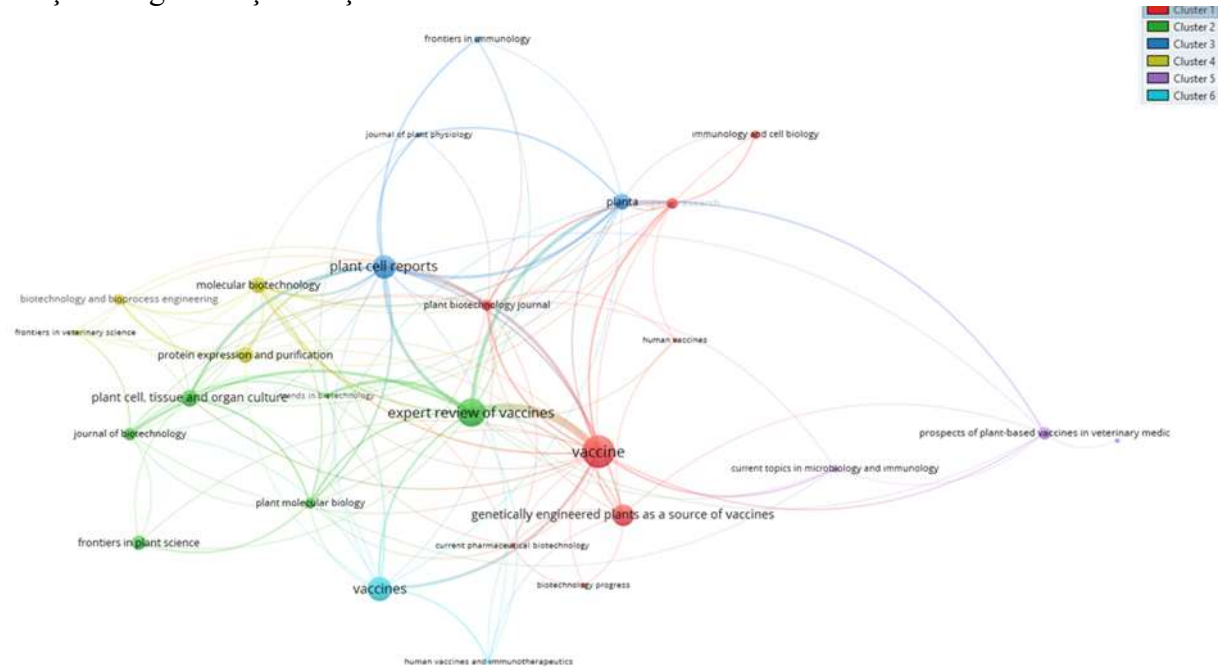 Cluster 1
Cluster 2
Cluster 3
Cluster 4
Cluster 5
Cluster 6
frontiers in immunology
journal of plant physiology
immunology and cell biology
planta
research
plant cell reports
molecular biotechnology
biotechnology and bioprocess engineering
plant biotechnology journal
frontiers in veterinary science
human vaccines
protein expression and purification
plant cell, tissue and organ culture
trends in biotechnology
expert review of vaccines
journal of biotechnology
prospects of plant-based vaccines in veterinary medic
vaccine
current topics in microbiology and immunology
plant molecular biology
genetically engineered plants as a source of vaccines
frontiers in plant science
current pharmaceutical biotechnology
biotechnology progress
vaccines
human vaccines and immunotherapeutics